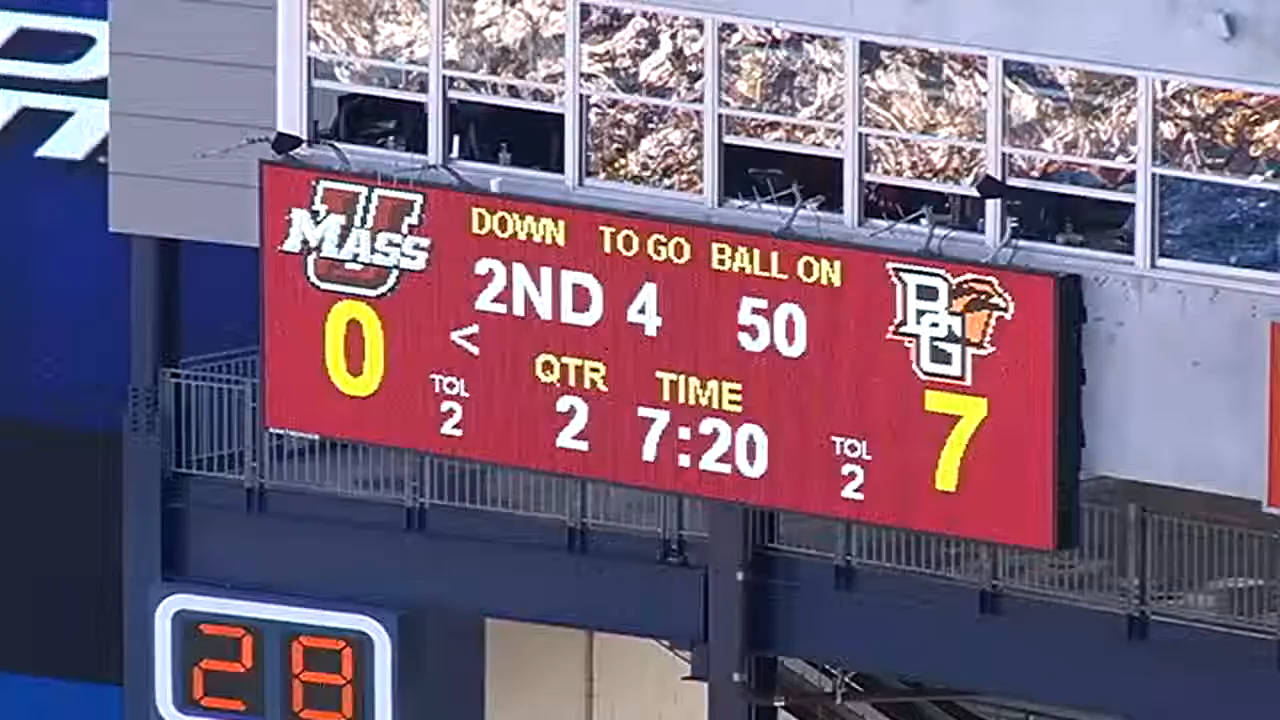 U
MASS
DOWN TO GO BALL ON
2ND 4 50
BG
0 <
QTR TIME
TOL 2 2 7:20 TOL 2
7
28